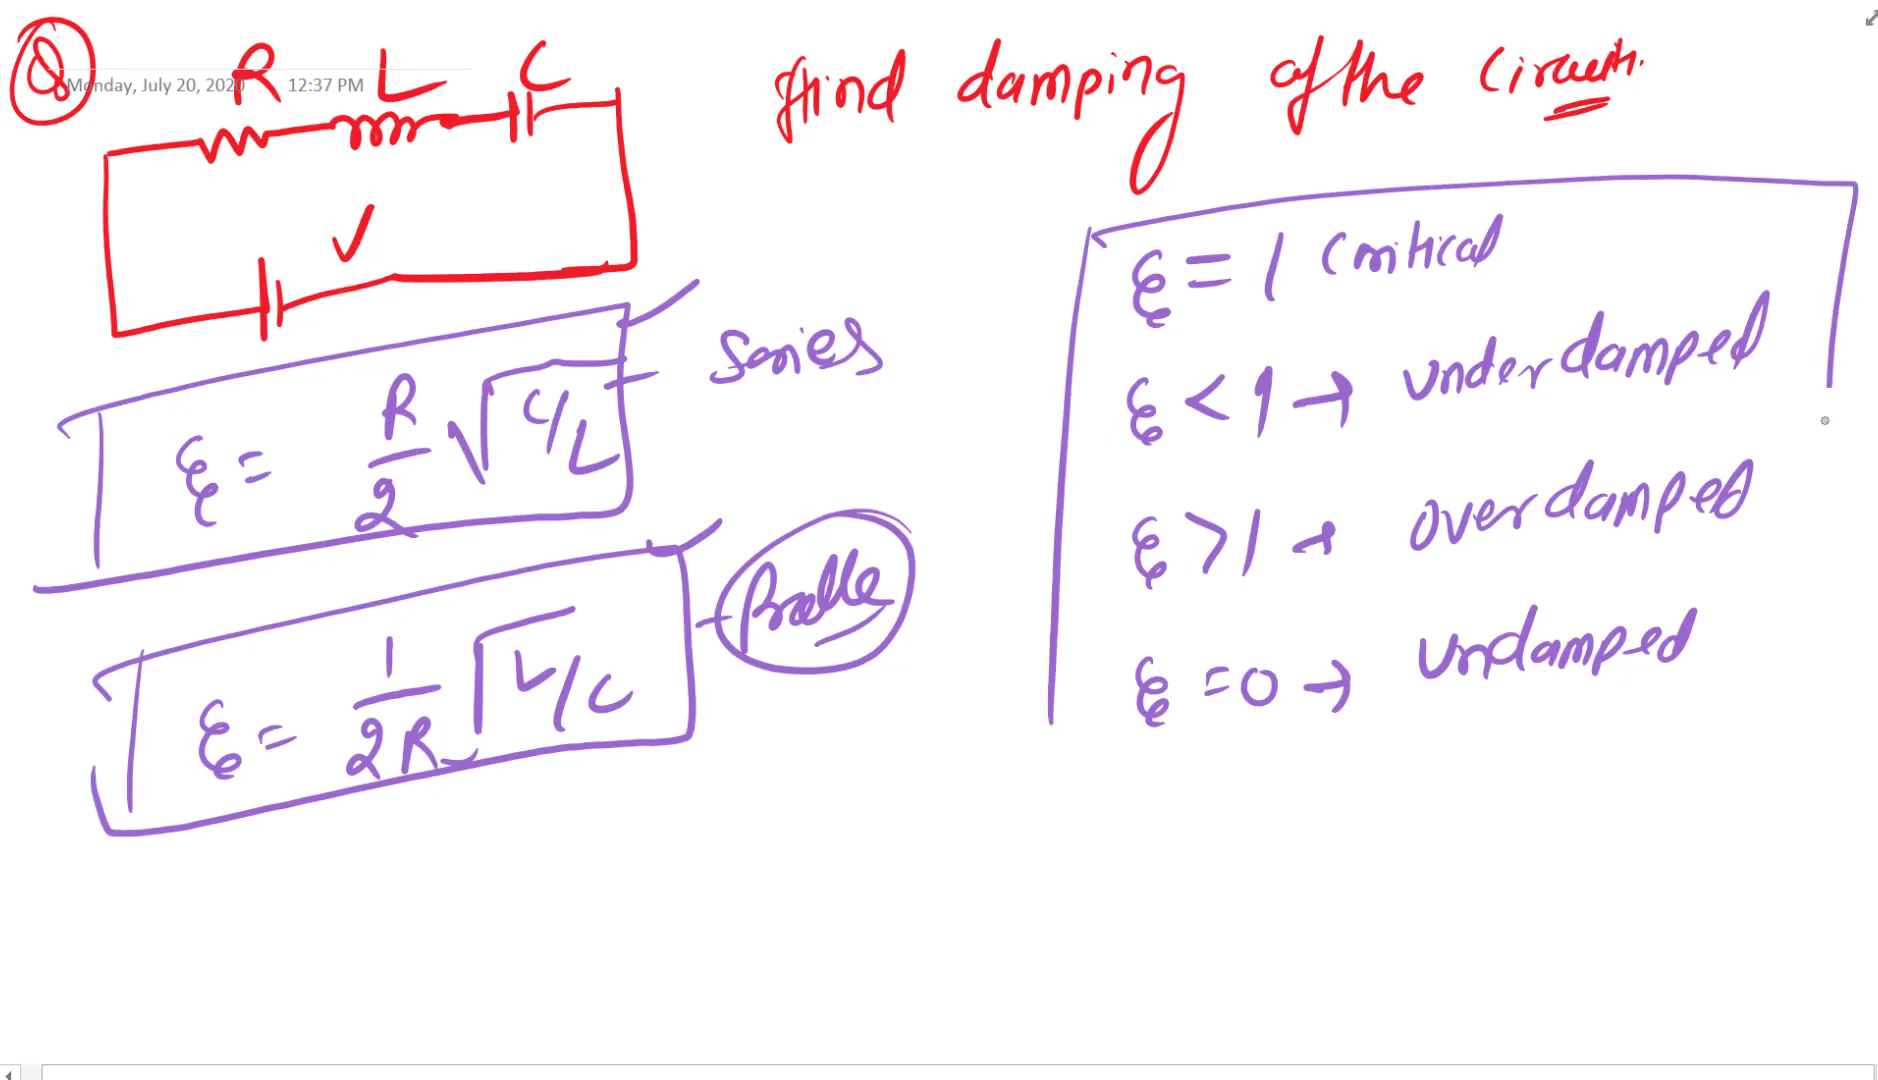 Q
R L C
Monday, July 20, 2020 12:37 PM
find damping of the circuit.
ξ = R/2 √C/L - series
ξ = 1/2R √L/C
ξ = 1 critical
ξ < 1 → underdamped
ξ > 1 → overdamped
ξ = 0 → undamped